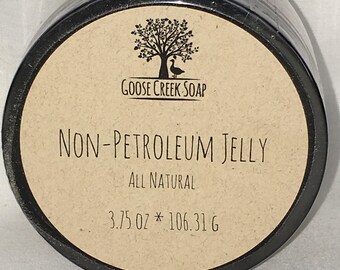 Goose Creek Soap
Non-Petroleum Jelly
All Natural
3.75 oz * 106.31 g